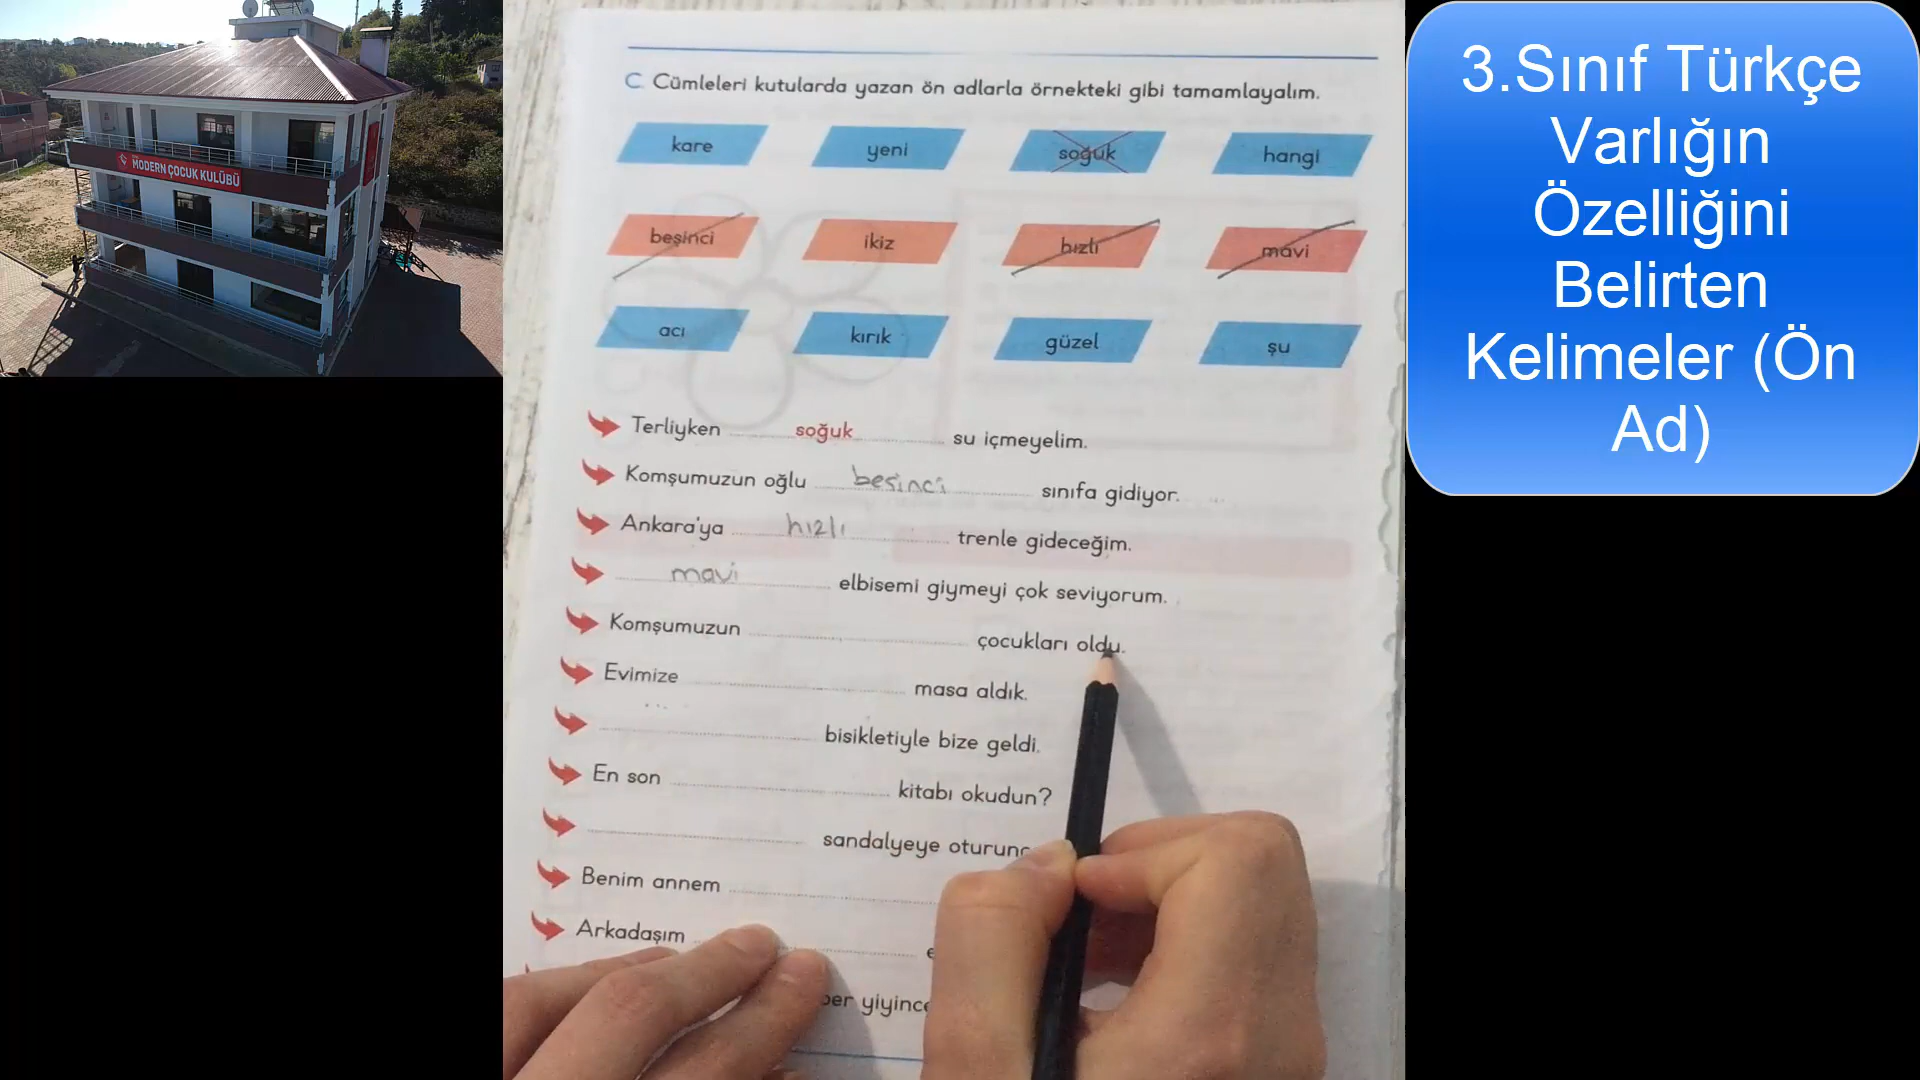 MODERN ÇOCUK KULÜBÜ
C. Cümleleri kutularda yazan ön adlarla örnekteki gibi tamamlayalım.
kare yeni soğuk hangi
beşinci ikiz hızlı mavi
acı kırık güzel şu
Terliyken soğuk su içmeyelim.
Komşumuzun oğlu beşinci sınıfa gidiyor.
Ankara'ya hızlı trenle gideceğim.
mavi elbisemi giymeyi çok seviyorum.
Komşumuzun çocukları oldu.
Evimize masa aldık.
bisikletiyle bize geldi.
En son kitabı okudun?
sandalyeye
Benim annem
Arkadaşım
3.Sınıf Türkçe
Varlığın
Özelliğini
Belirten
Kelimeler (Ön
Ad)